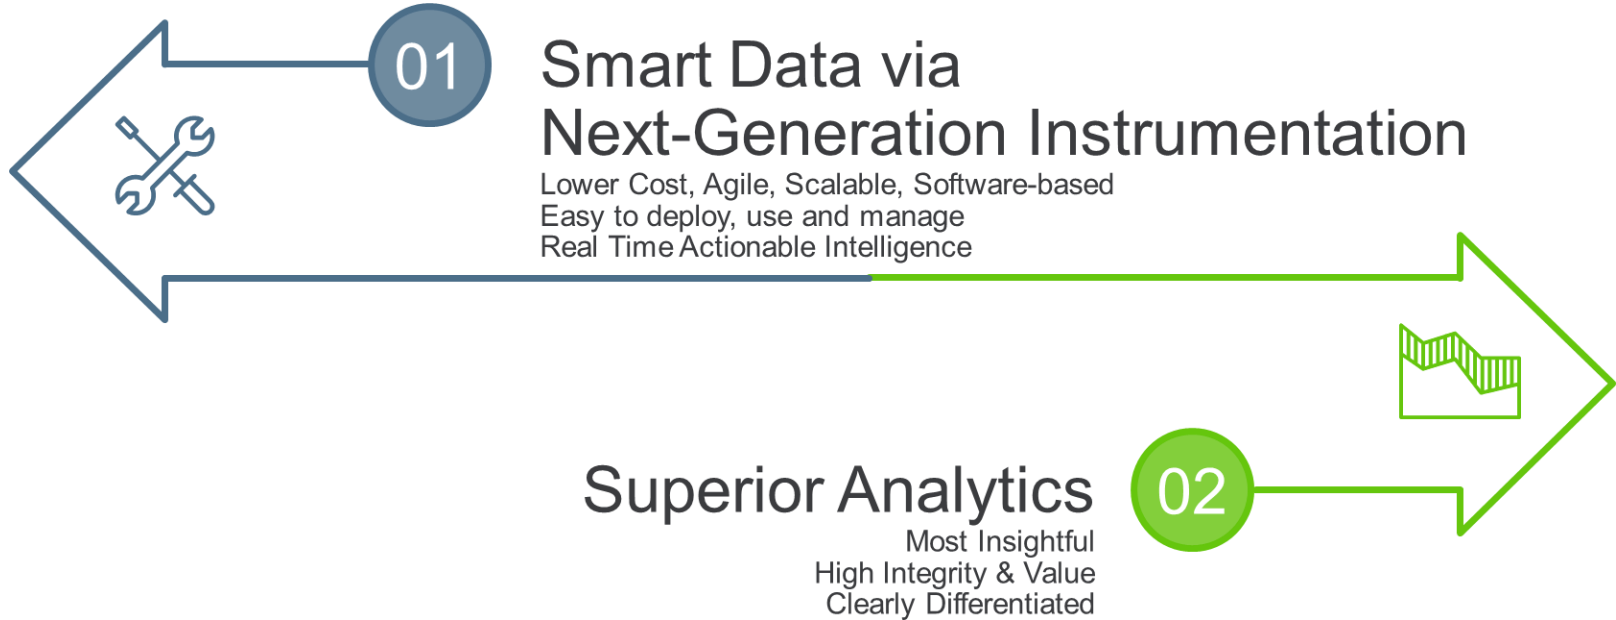 01
Smart Data via
Next-Generation Instrumentation
Lower Cost, Agile, Scalable, Software-based
Easy to deploy, use and manage
Real Time Actionable Intelligence
Superior Analytics
02
Most Insightful
High Integrity & Value
Clearly Differentiated